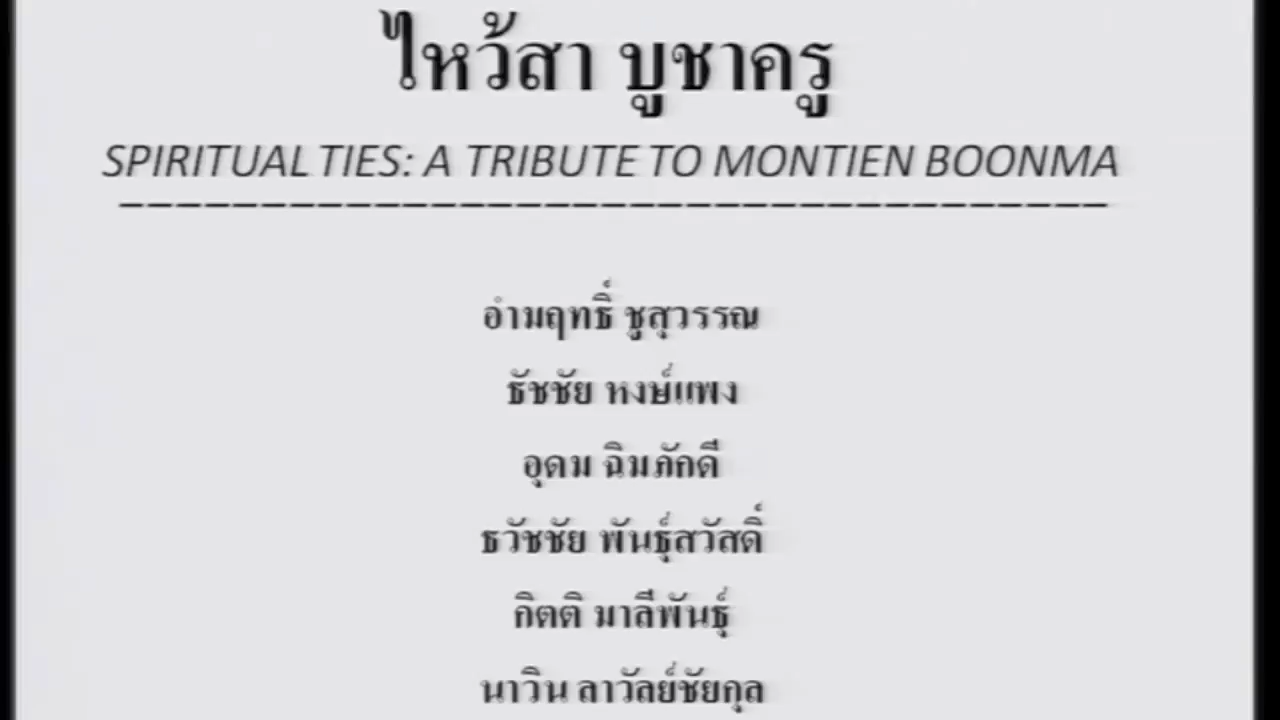 ไหว้สา บูชาครู
SPIRITUAL TIES: A TRIBUTE TO MONTIEN BOONMA
-----------------------------------
อำมฤทธิ์ ชูสุวรรณ
ธัชชัย หงษ์แพง
อุดม ฉิมภักดี
ธวัชชัย พันธุ์สวัสดิ์
กิตติ มาลีพันธุ์
นาวิน ลาวัลย์ชัยกุล